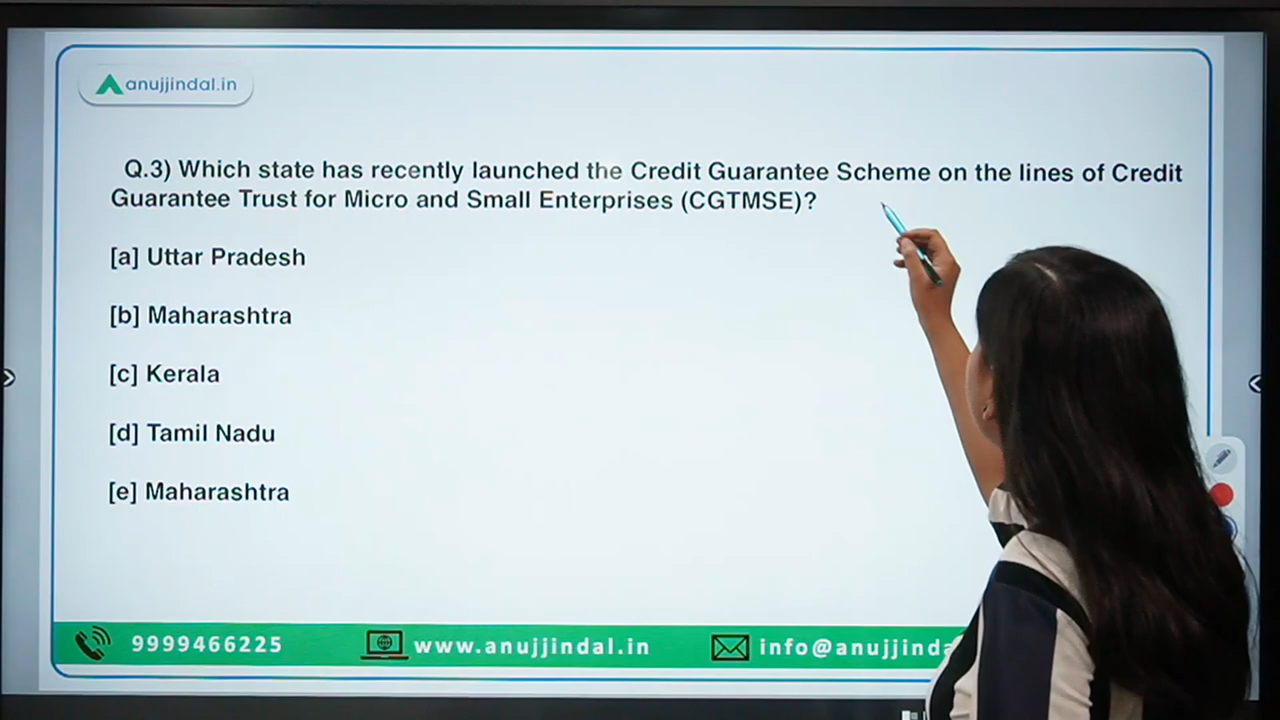 anujjindal.in
Q.3) Which state has recently launched the Credit Guarantee Scheme on the lines of Credit
Guarantee Trust for Micro and Small Enterprises (CGTMSE)?
[a] Uttar Pradesh
[b] Maharashtra
[c] Kerala
[d] Tamil Nadu
[e] Maharashtra
9999466225 www.anujjindal.in info@anujjinda